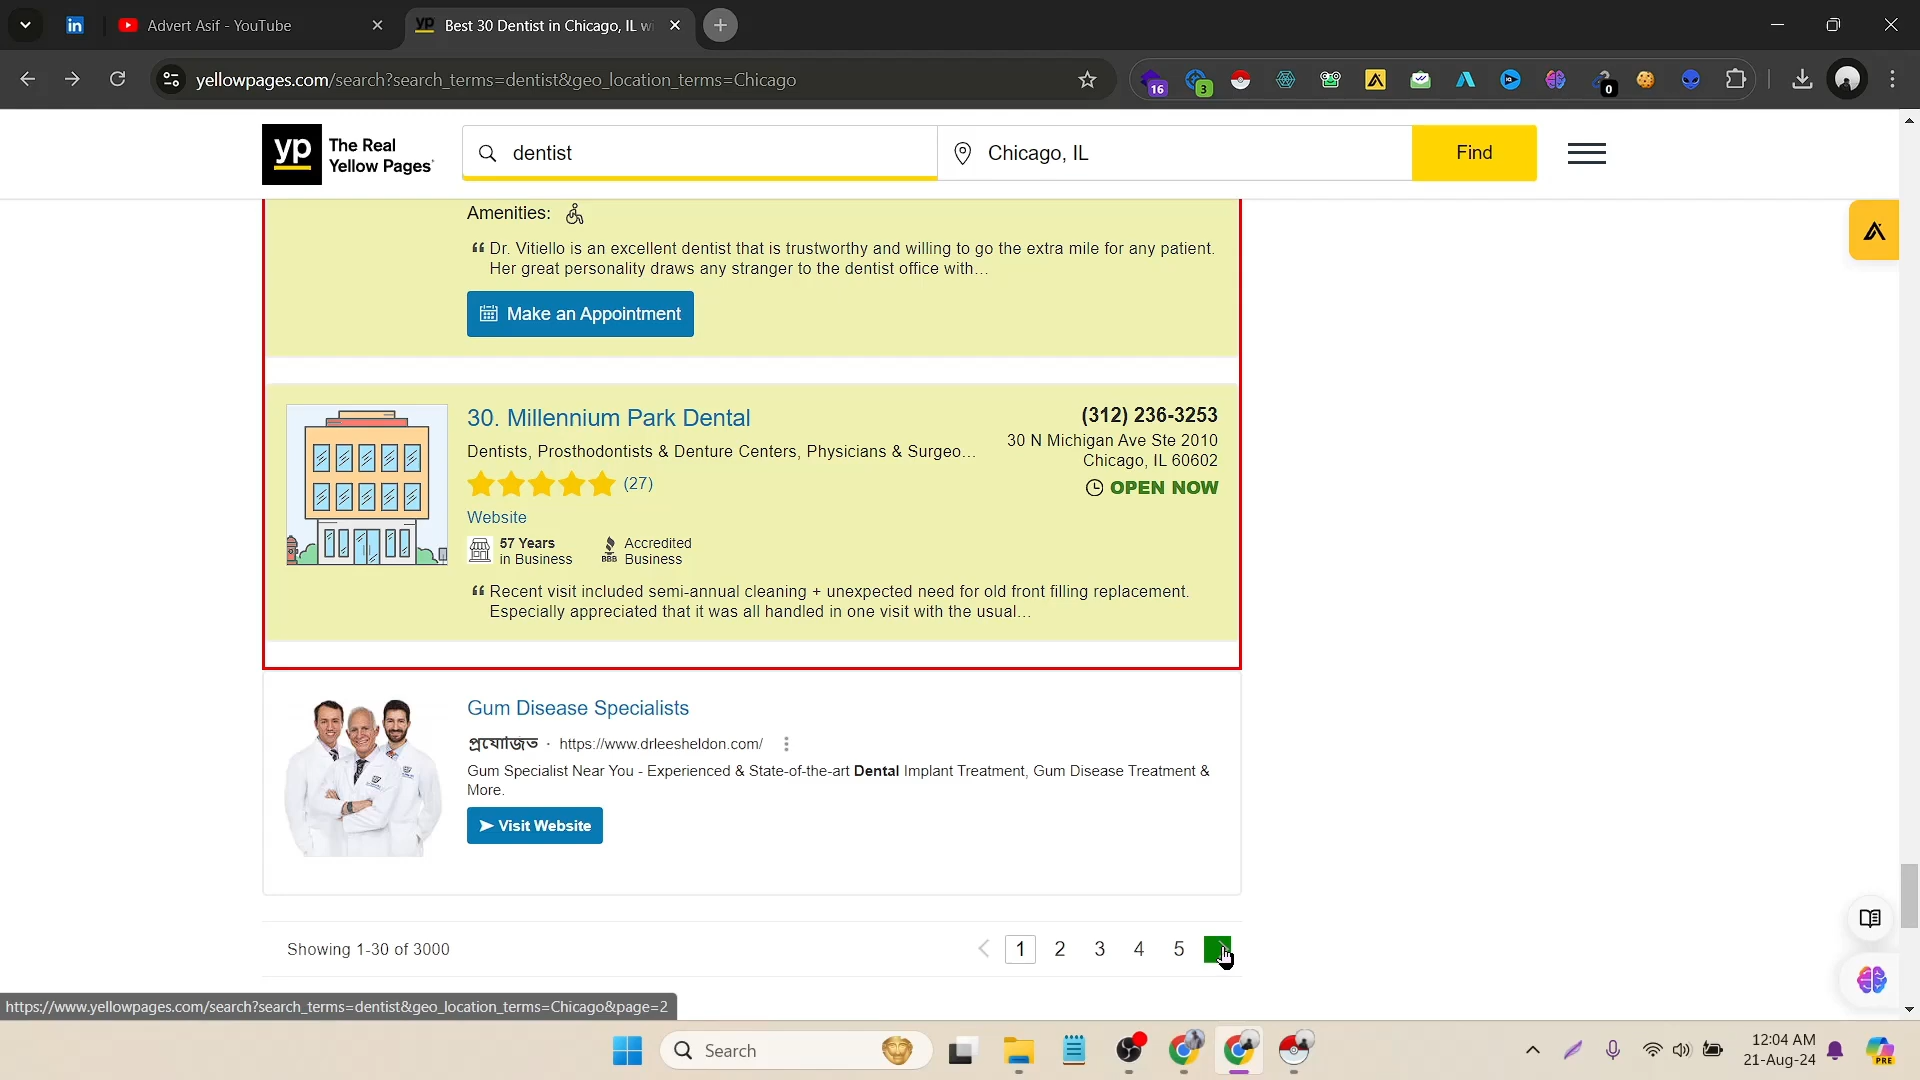 Advert Asif - YouTube
Best 30 Dentist in Chicago, IL wi
yellowpages.com/search?search_terms=dentist&geo_location_terms=Chicago
16
3
0
yp The Real Yellow Pages
dentist
Chicago, IL
Find
Amenities:
“ Dr. Vitiello is an excellent dentist that is trustworthy and willing to go the extra mile for any patient.
Her great personality draws any stranger to the dentist office with...
Make an Appointment
30. Millennium Park Dental
(312) 236-3253
Dentists, Prosthodontists & Denture Centers, Physicians & Surgeo...
30 N Michigan Ave Ste 2010
Chicago, IL 60602
(27)
OPEN NOW
Website
57 Years
in Business
BBB
Accredited
Business
“ Recent visit included semi-annual cleaning + unexpected need for old front filling replacement.
Especially appreciated that it was all handled in one visit with the usual...
Gum Disease Specialists
প্রযোজিত · https://www.drleesheldon.com/
Gum Specialist Near You - Experienced & State-of-the-art Dental Implant Treatment, Gum Disease Treatment &
More.
Visit Website
Showing 1-30 of 3000
1 2 3 4 5
https://www.yellowpages.com/search?search_terms=dentist&geo_location_terms=Chicago&page=2
Search
12:04 AM
21-Aug-24
PRE